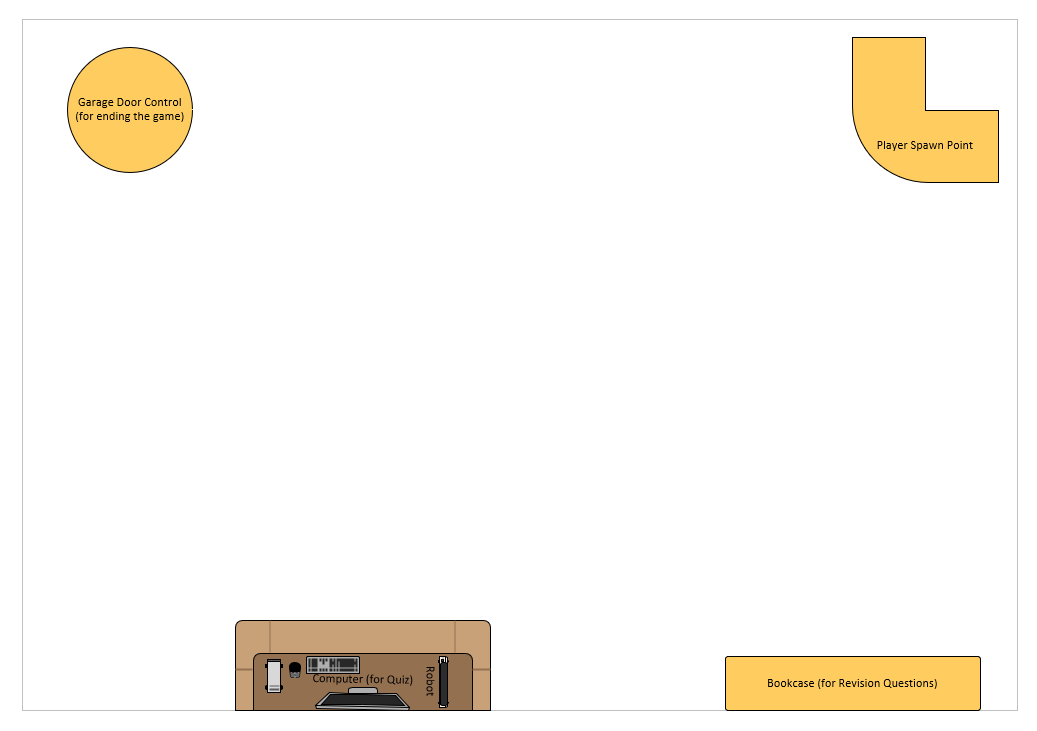 Garage Door Control
(for ending the game)
Player Spawn Point
Computer (for Quiz)
Robot
Bookcase (for Revision Questions)